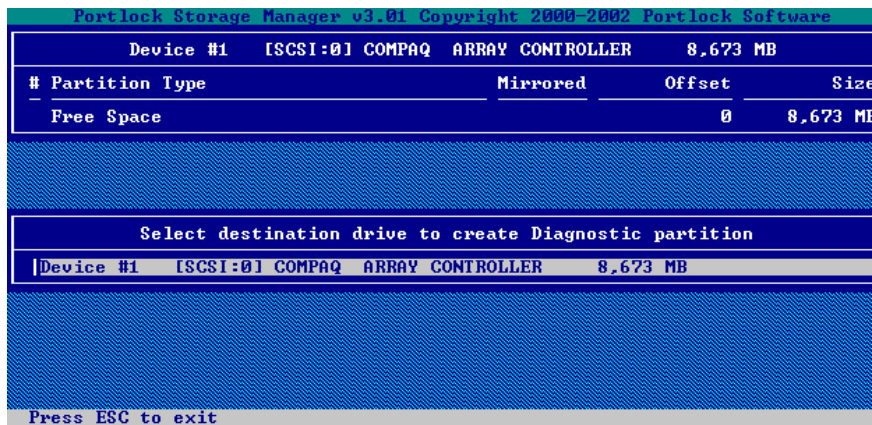 Portlock Storage Manager v3.01 Copyright 2000-2002 Portlock Software
Device #1 [SCSI:0] COMPAQ ARRAY CONTROLLER 8,673 MB
# Partition Type Mirrored Offset Size
Free Space 0 8,673 MB
Select destination drive to create Diagnostic partition
Device #1 [SCSI:0] COMPAQ ARRAY CONTROLLER 8,673 MB
Press ESC to exit